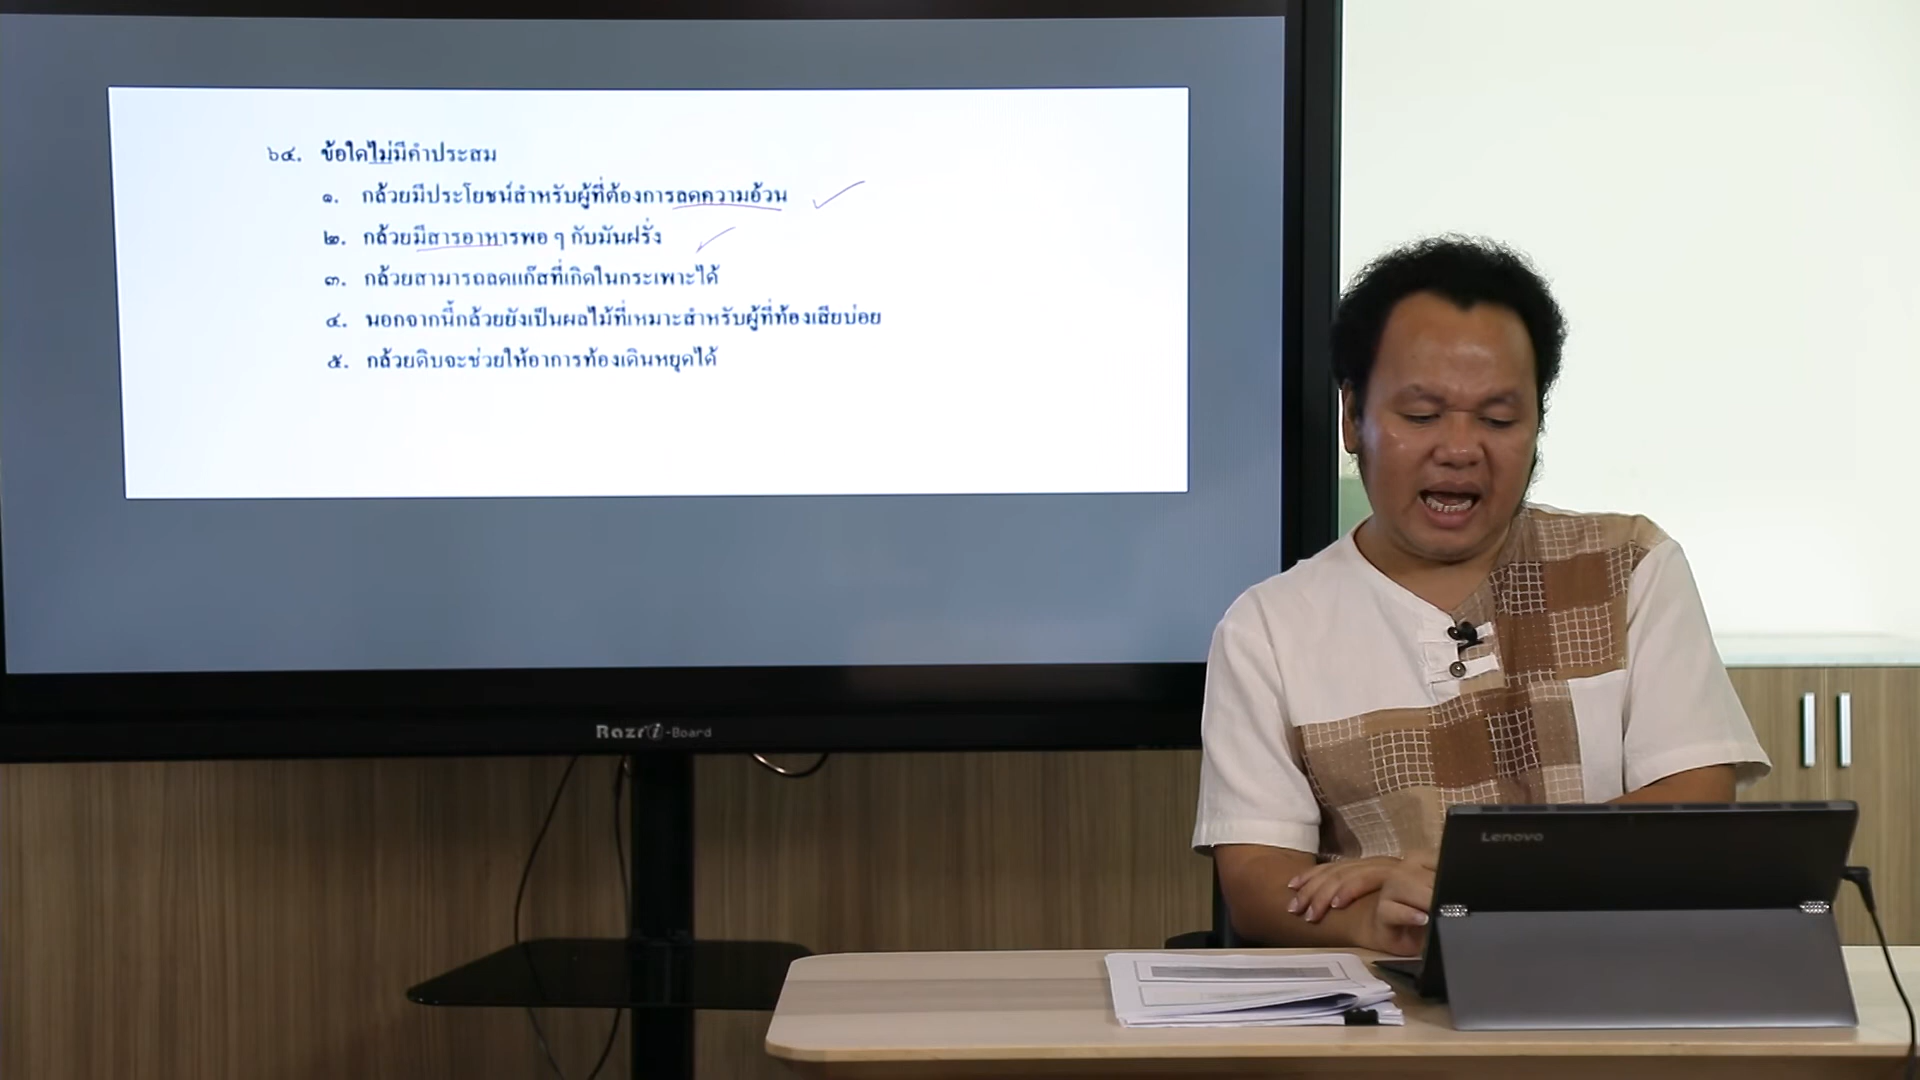 ๖๔. ข้อใดไม่มีคำประสม
๑. กล้วยมีประโยชน์สำหรับผู้ที่ต้องการลดความอ้วน
๒. กล้วยมีสารอาหารพอ ๆ กับมันฝรั่ง
๓. กล้วยสามารถลดแก๊สที่เกิดในกระเพาะได้
๔. นอกจากนี้กล้วยยังเป็นผลไม้ที่เหมาะสำหรับผู้ที่ท้องเสียบ่อย
๕. กล้วยดิบจะช่วยให้อาการท้องเดินหยุดได้
Razr i-Board
Lenovo